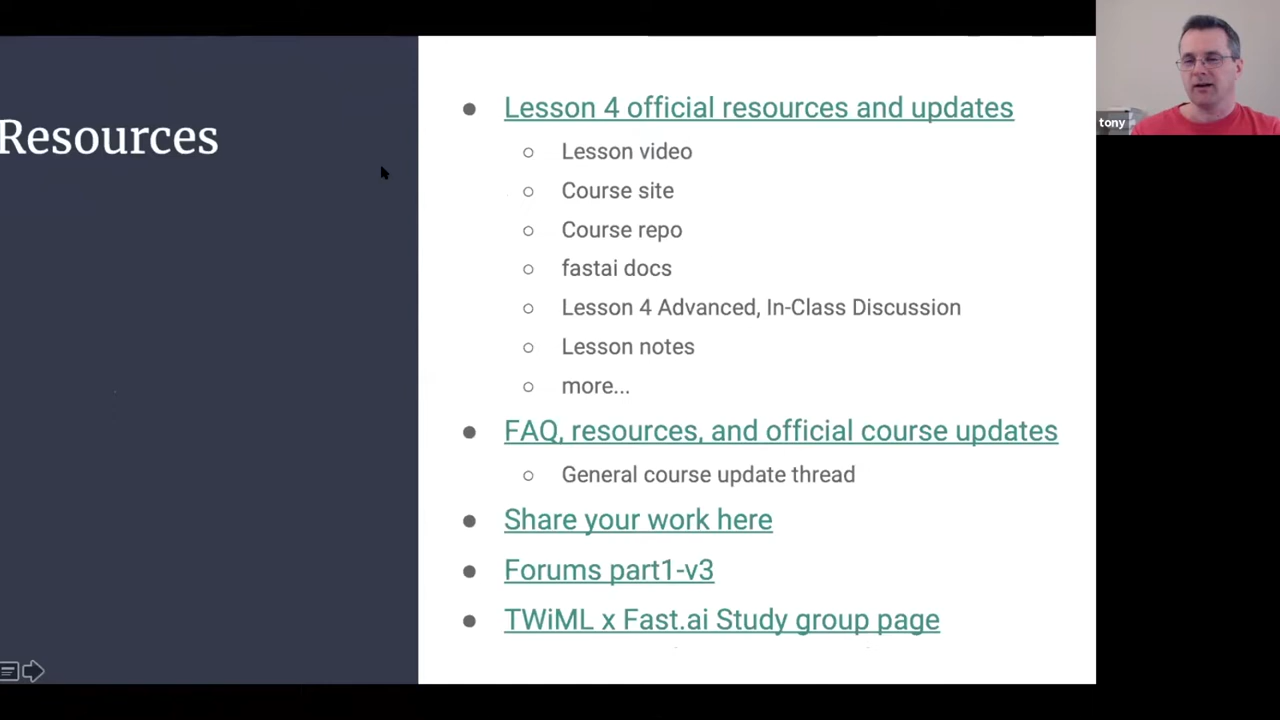 Resources
Lesson 4 official resources and updates
Lesson video
Course site
Course repo
fastai docs
Lesson 4 Advanced, In-Class Discussion
Lesson notes
more...
FAQ, resources, and official course updates
General course update thread
Share your work here
Forums part1-v3
TWiML x Fast.ai Study group page
tony